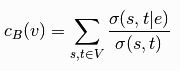 c_B(v) = \sum_{s,t \in V} \frac{\sigma(s,t|e)}{\sigma(s,t)}